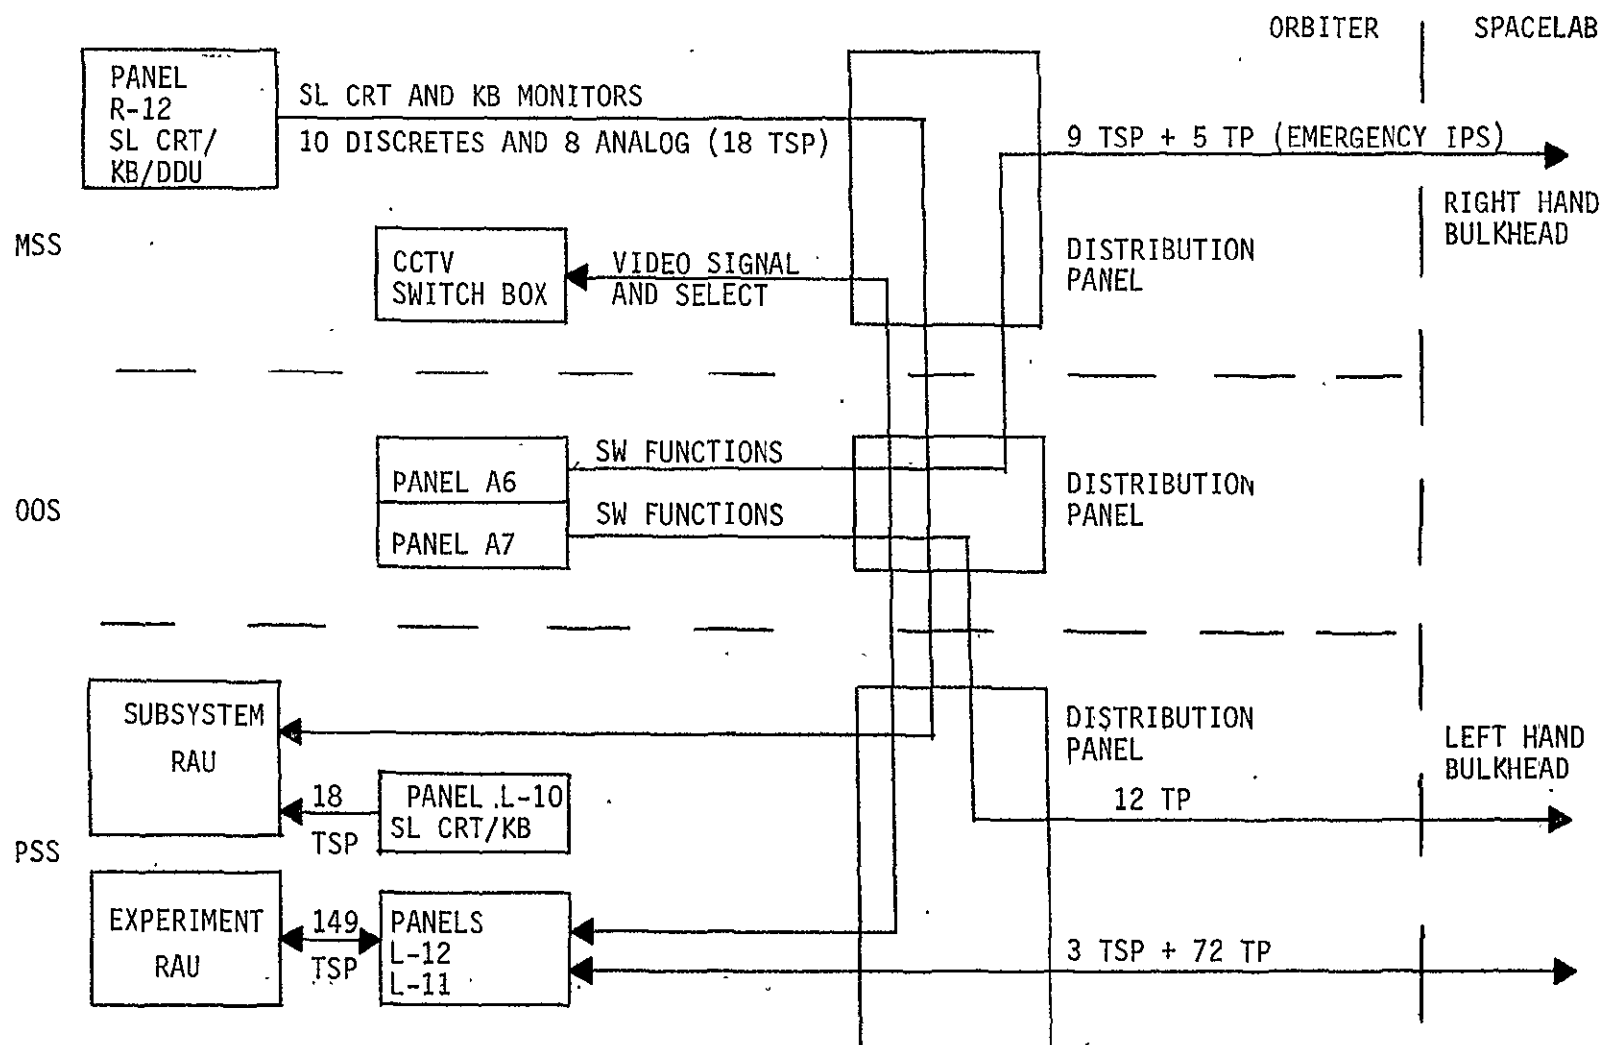 ORBITER
SPACELAB
PANEL
R-12
SL CRT/
KB/DDU
SL CRT AND KB MONITORS
10 DISCRETES AND 8 ANALOG (18 TSP)
9 TSP + 5 TP (EMERGENCY IPS)
RIGHT HAND
BULKHEAD
MSS
CCTV
SWITCH BOX
VIDEO SIGNAL
AND SELECT
DISTRIBUTION
PANEL
OOS
PANEL A6
PANEL A7
SW FUNCTIONS
SW FUNCTIONS
DISTRIBUTION
PANEL
SUBSYSTEM
RAU
DISTRIBUTION
PANEL
LEFT HAND
BULKHEAD
12 TP
18
TSP
PANEL L-10
SL CRT/KB
PSS
EXPERIMENT
RAU
149
TSP
PANELS
L-12
L-11
3 TSP + 72 TP